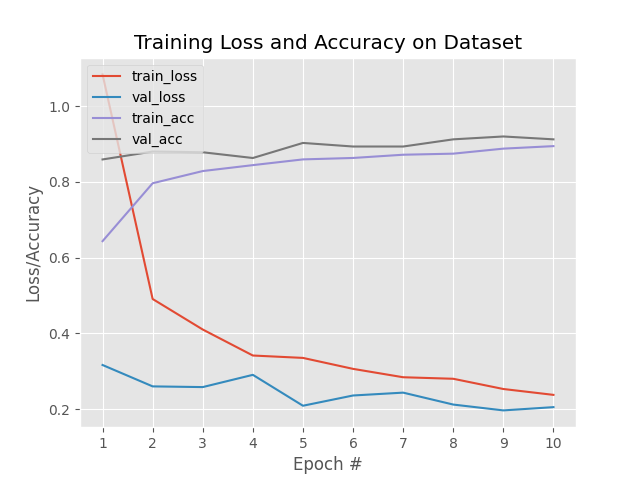 Training Loss and Accuracy on Dataset
train_loss
val_loss
train_acc
val_acc
1.0
0.8
0.6
0.4
0.2
Loss/Accuracy
1 2 3 4 5 6 7 8 9 10
Epoch #